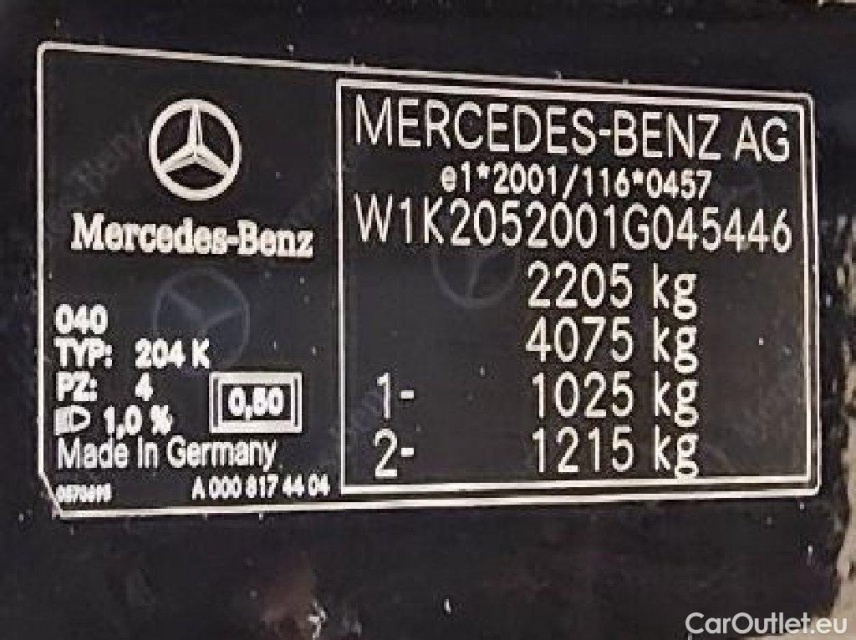 Mercedes-Benz
040
TYP: 204 K
PZ: 4
1,0 %
0,50
Made In Germany
A 000 817 44 04
MERCEDES-BENZ AG
e1*2001/116*0457
W1K2052001G045446
2205 kg
4075 kg
1- 1025 kg
2- 1215 kg
CarOutlet.eu